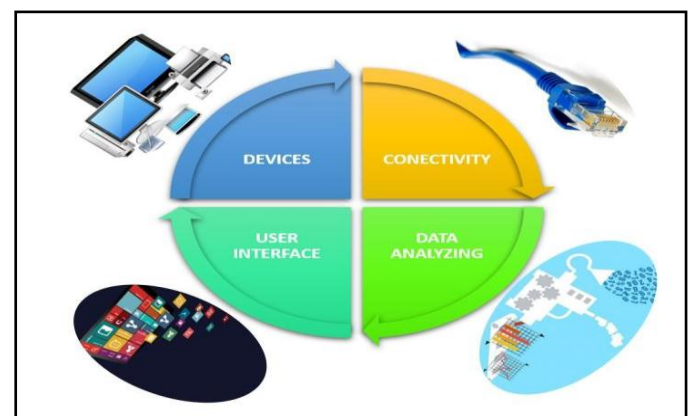 DEVICES
CONECTIVITY
USER
INTERFACE
DATA
ANALYZING